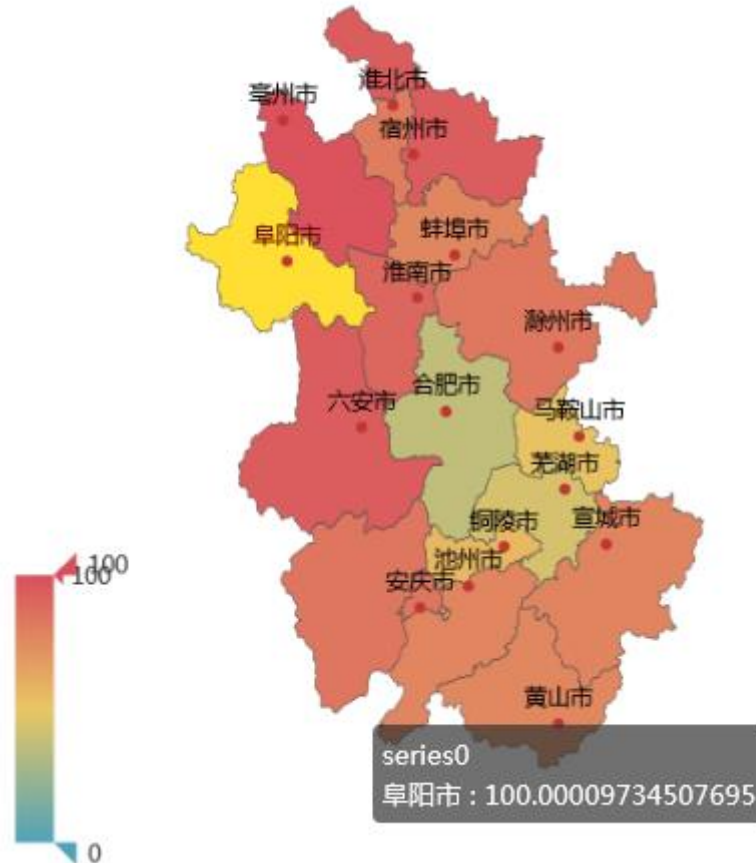 淮北市
亳州市
宿州市
蚌埠市
阜阳市
淮南市
滁州市
合肥市
六安市
马鞍山市
芜湖市
铜陵市
宣城市
池州市
安庆市
100
100
黄山市
series0
阜阳市 : 100.00009734507695
0